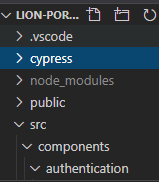 LION-POR...
.vscode
cypress
node_modules
public
src
components
authentication